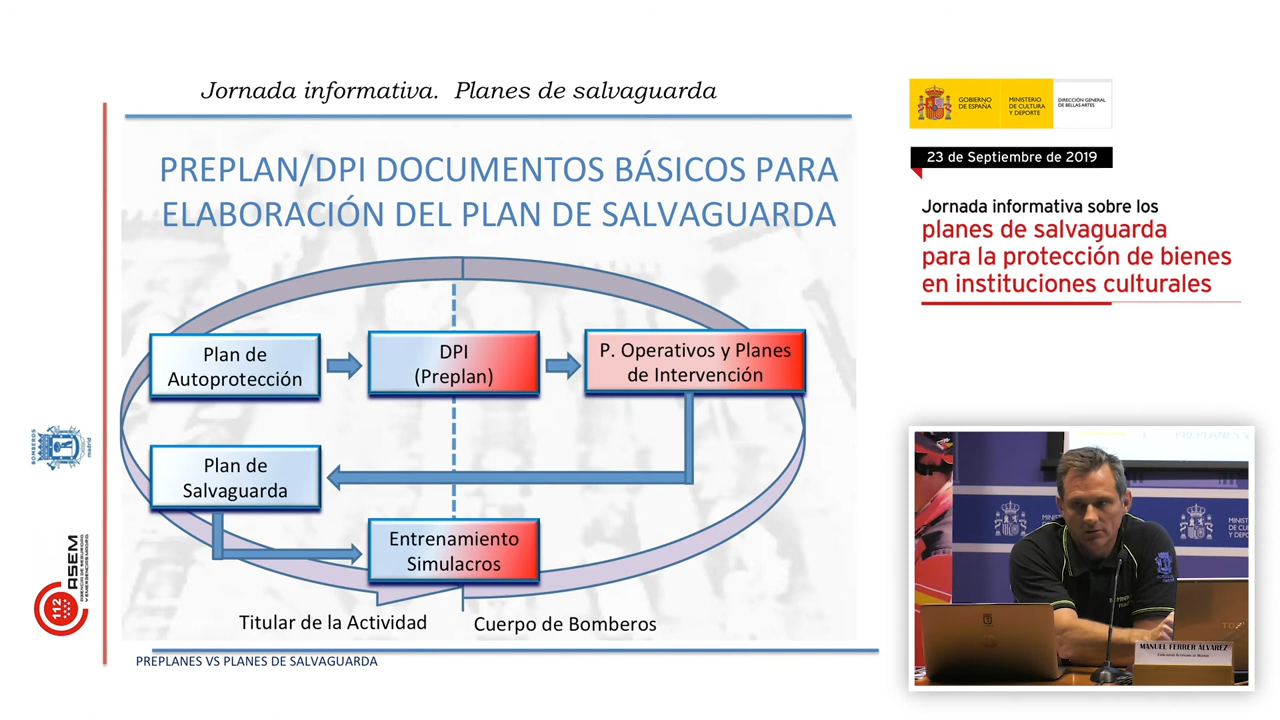 Jornada informativa. Planes de salvaguarda
PREPLAN/DPI DOCUMENTOS BÁSICOS PARA
ELABORACIÓN DEL PLAN DE SALVAGUARDA
Plan de
Autoprotección
DPI
(Preplan)
P. Operativos y Planes
de Intervención
Plan de
Salvaguarda
Entrenamiento
Simulacros
Titular de la Actividad
Cuerpo de Bomberos
PREPLANES VS PLANES DE SALVAGUARDA
BOMBEROS
madrid
112
ASEM
GOBIERNO
DE ESPAÑA
MINISTERIO
DE CULTURA
Y DEPORTE
DIRECCIÓN GENERAL
DE BELLAS ARTES
23 de Septiembre de 2019
Jornada informativa sobre los
planes de salvaguarda
para la protección de bienes
en instituciones culturales
MANUEL FERRER ÁLVAREZ